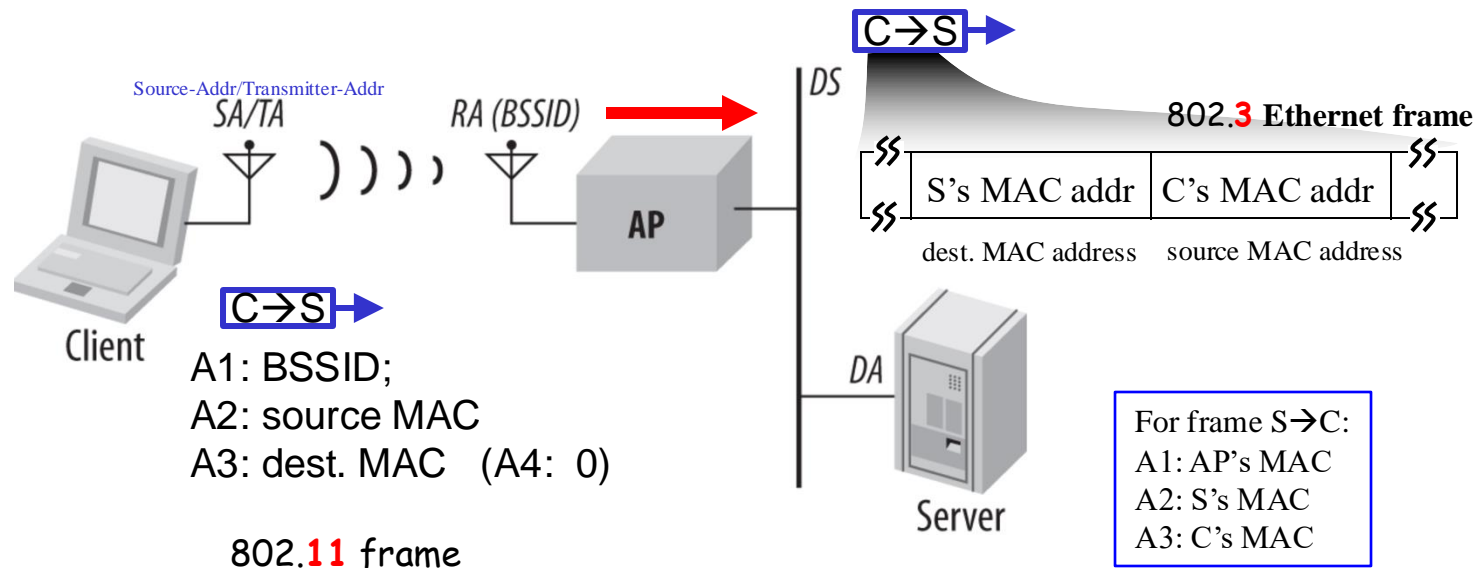 C→S
DS
Source-Addr/Transmitter-Addr
SA/TA
RA (BSSID)
802.3 Ethernet frame
S's MAC addr C's MAC addr
AP
dest. MAC address source MAC address
C→S
Client
A1: BSSID;
A2: source MAC
A3: dest. MAC (A4: 0)
802.11 frame
DA
Server
For frame S→C:
A1: AP's MAC
A2: S's MAC
A3: C's MAC